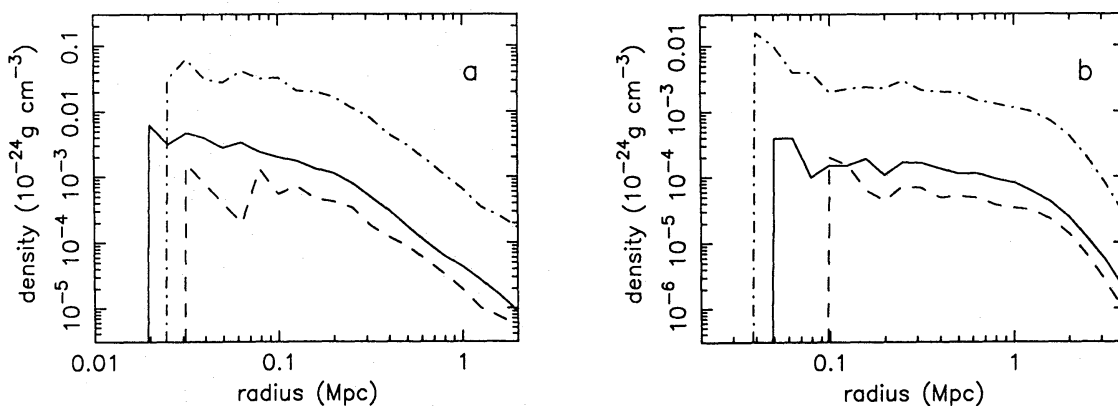 density (10⁻²⁴g cm⁻³)
0.1
0.01
10⁻³
10⁻⁴
10⁻⁵
a
0.01 0.1 1
radius (Mpc)
density (10⁻²⁴g cm⁻³)
0.01
10⁻³
10⁻⁴
10⁻⁵
10⁻⁶
b
0.1 1
radius (Mpc)